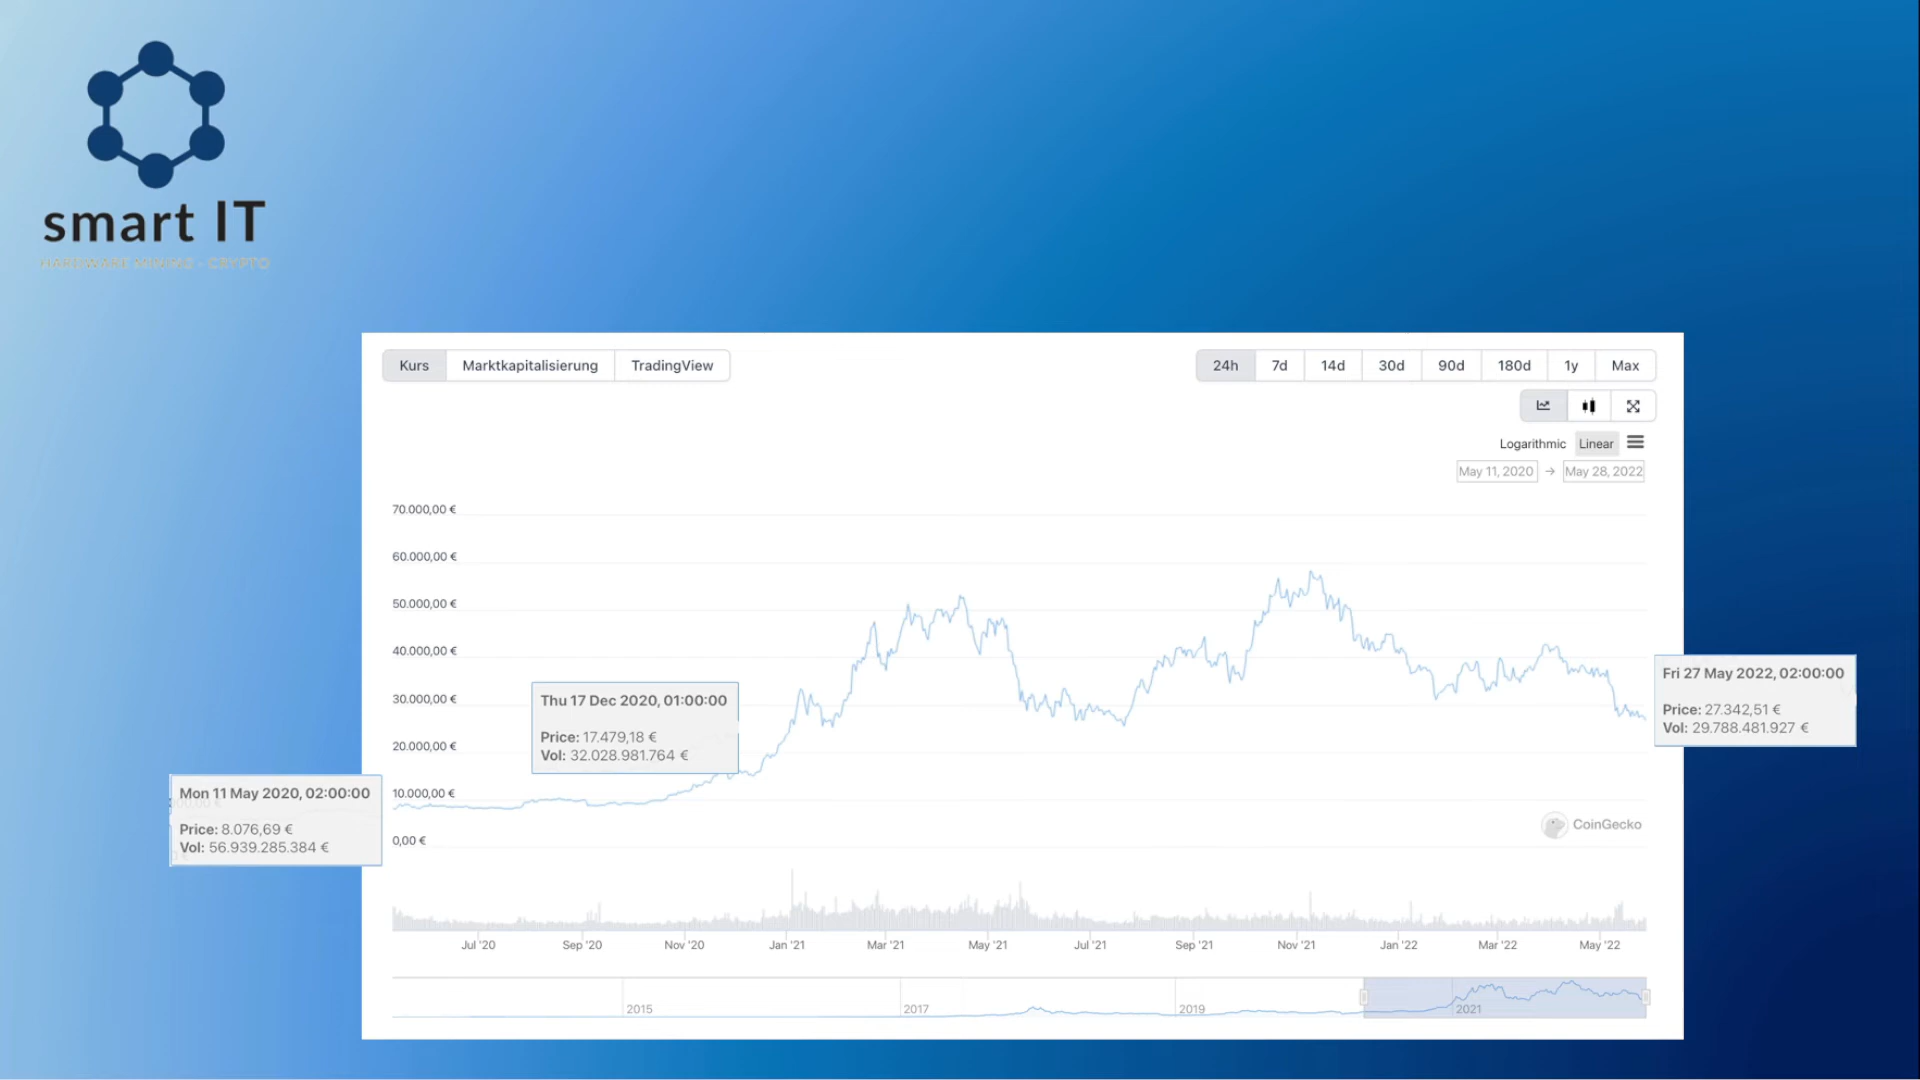 smart IT
HARDWARE MINING - CRYPTO
Kurs Marktkapitalisierung TradingView
24h 7d 14d 30d 90d 180d 1y Max
Logarithmic Linear
May 11, 2020 → May 28, 2022
70.000,00 €
60.000,00 €
50.000,00 €
40.000,00 €
30.000,00 €
20.000,00 €
10.000,00 €
0,00 €
Thu 17 Dec 2020, 01:00:00
Price: 17.479,18 €
Vol: 32.028.981.764 €
Fri 27 May 2022, 02:00:00
Price: 27.342,51 €
Vol: 29.788.481.927 €
Mon 11 May 2020, 02:00:00
Price: 8.076,69 €
Vol: 56.939.285.384 €
CoinGecko
Jul '20 Sep '20 Nov '20 Jan '21 Mar '21 May '21 Jul '21 Sep '21 Nov '21 Jan '22 Mar '22 May '22
2015 2017 2019 2021